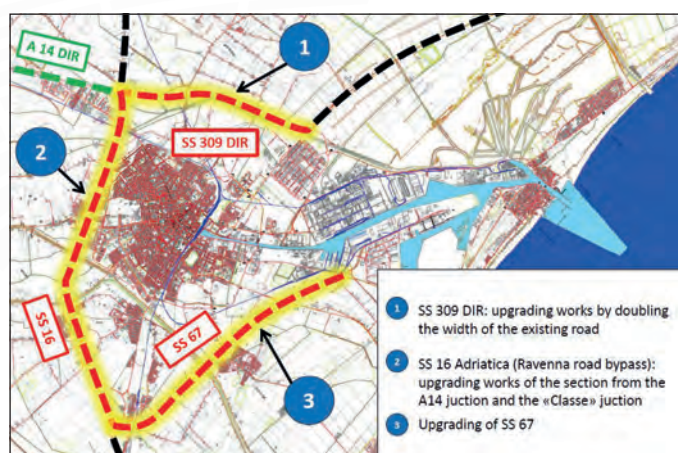 A 14 DIR
1
SS 309 DIR
2
SS 16
SS 67
3
1 SS 309 DIR: upgrading works by doubling
the width of the existing road
2 SS 16 Adriatica (Ravenna road bypass):
upgrading works of the section from the
A14 juction and the «Classe» juction
3 Upgrading of SS 67